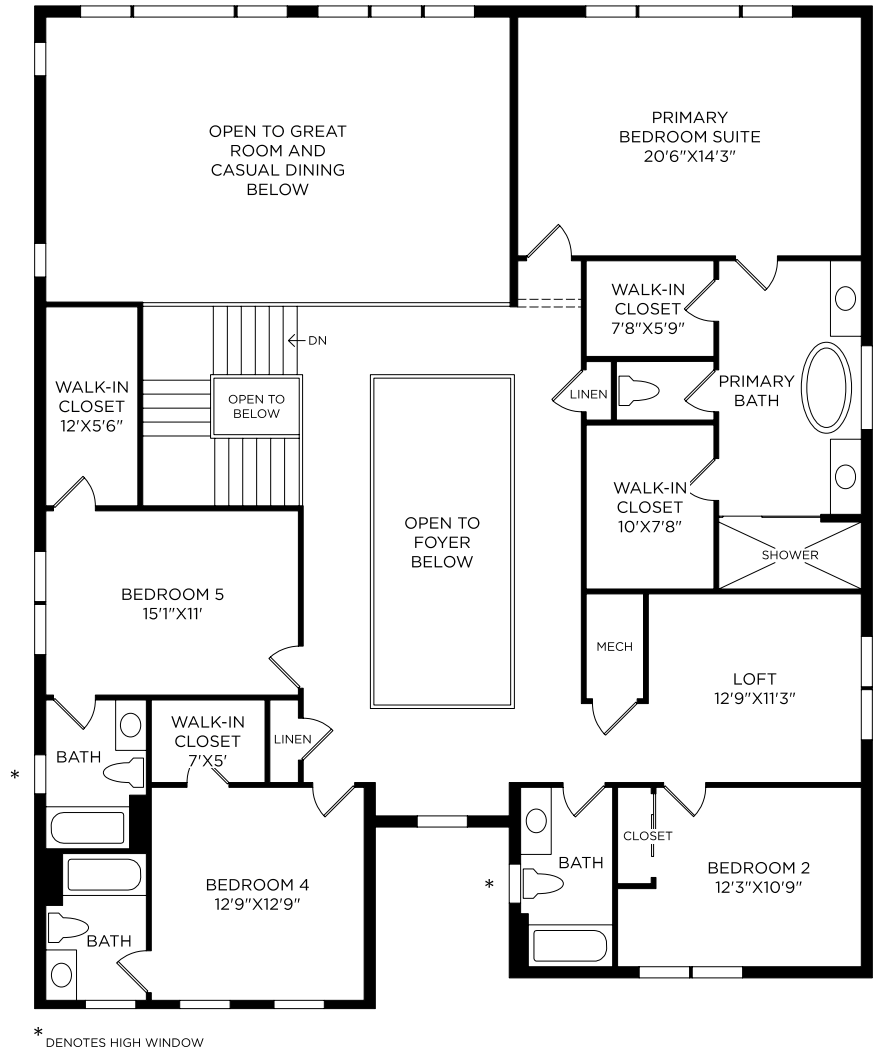 OPEN TO GREAT
ROOM AND
CASUAL DINING
BELOW
PRIMARY
BEDROOM SUITE
20'6"X14'3"
WALK-IN
CLOSET
7'8"X5'9"
DN
WALK-IN
CLOSET
12'X5'6"
OPEN TO
BELOW
LINEN
PRIMARY
BATH
WALK-IN
CLOSET
10'X7'8"
OPEN TO
FOYER
BELOW
SHOWER
BEDROOM 5
15'1"X11'
MECH
LOFT
12'9"X11'3"
WALK-IN
CLOSET
7'X5'
LINEN
BATH
*
CLOSET
BATH
*
BEDROOM 2
12'3"X10'9"
BEDROOM 4
12'9"X12'9"
BATH
* DENOTES HIGH WINDOW